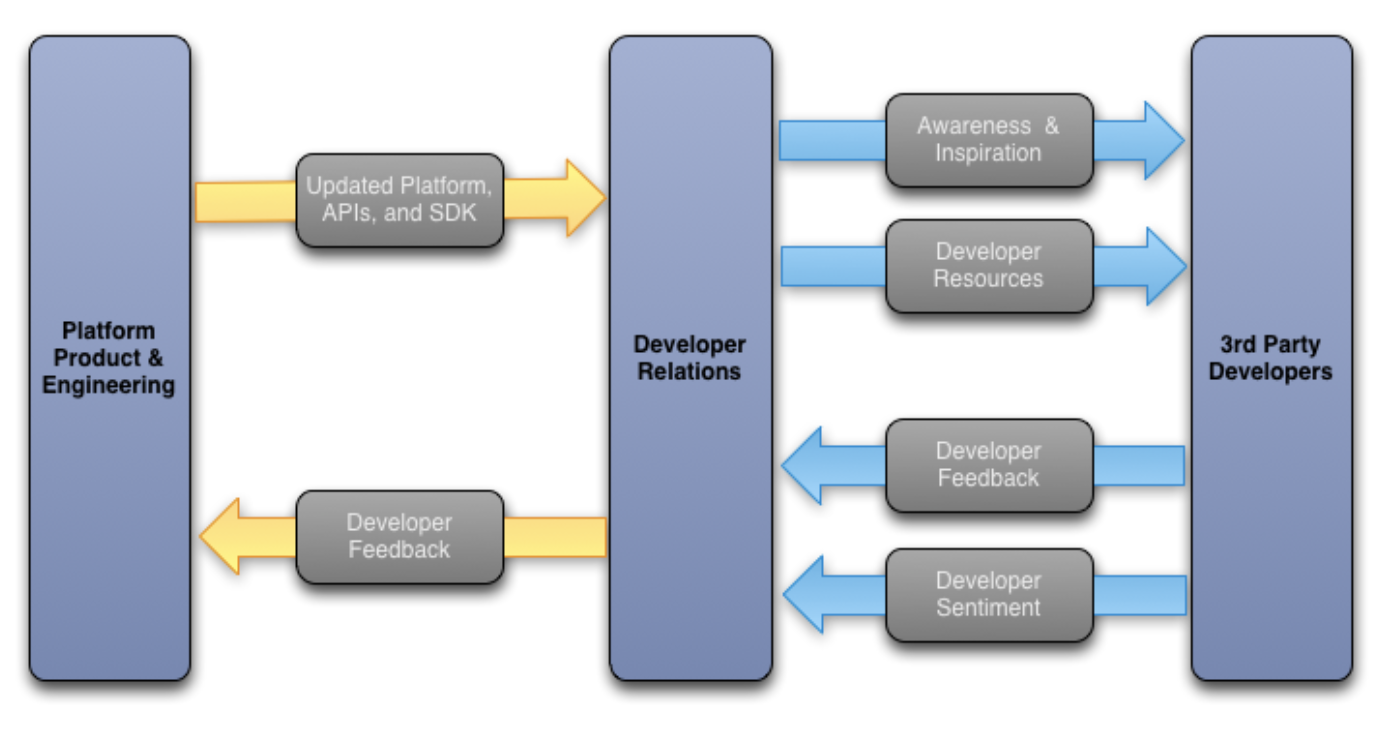 Platform
Product &
Engineering
Updated Platform,
APIs, and SDK
Developer
Feedback
Developer
Relations
Awareness  &
Inspiration
Developer
Resources
Developer
Feedback
Developer
Sentiment
3rd Party
Developers